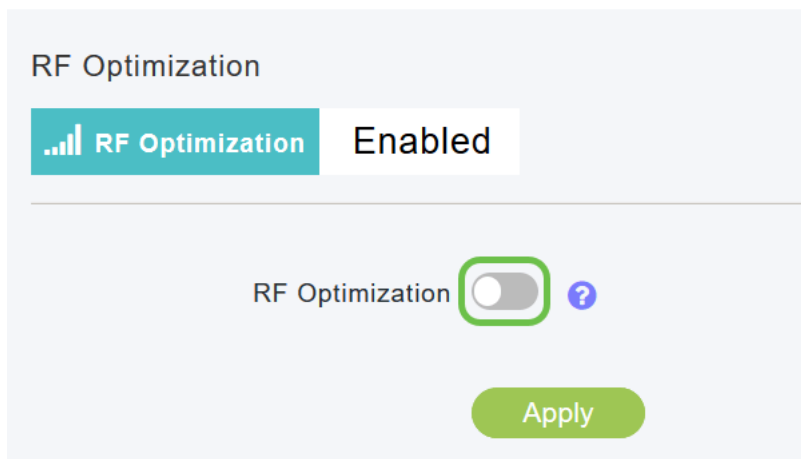 RF Optimization
RF Optimization Enabled
RF Optimization ?
Apply